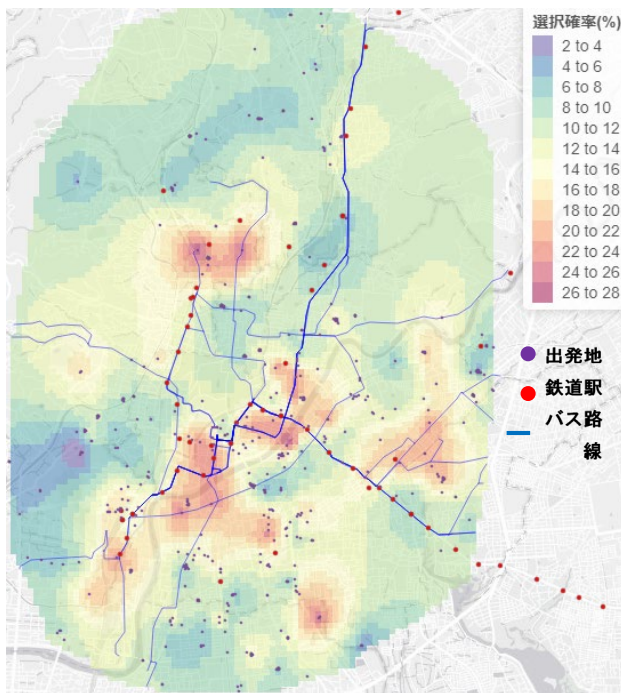 選択確率(%)
2 to 4
4 to 6
6 to 8
8 to 10
10 to 12
12 to 14
14 to 16
16 to 18
18 to 20
20 to 22
22 to 24
24 to 26
26 to 28
出発地
鉄道駅
バス路
線